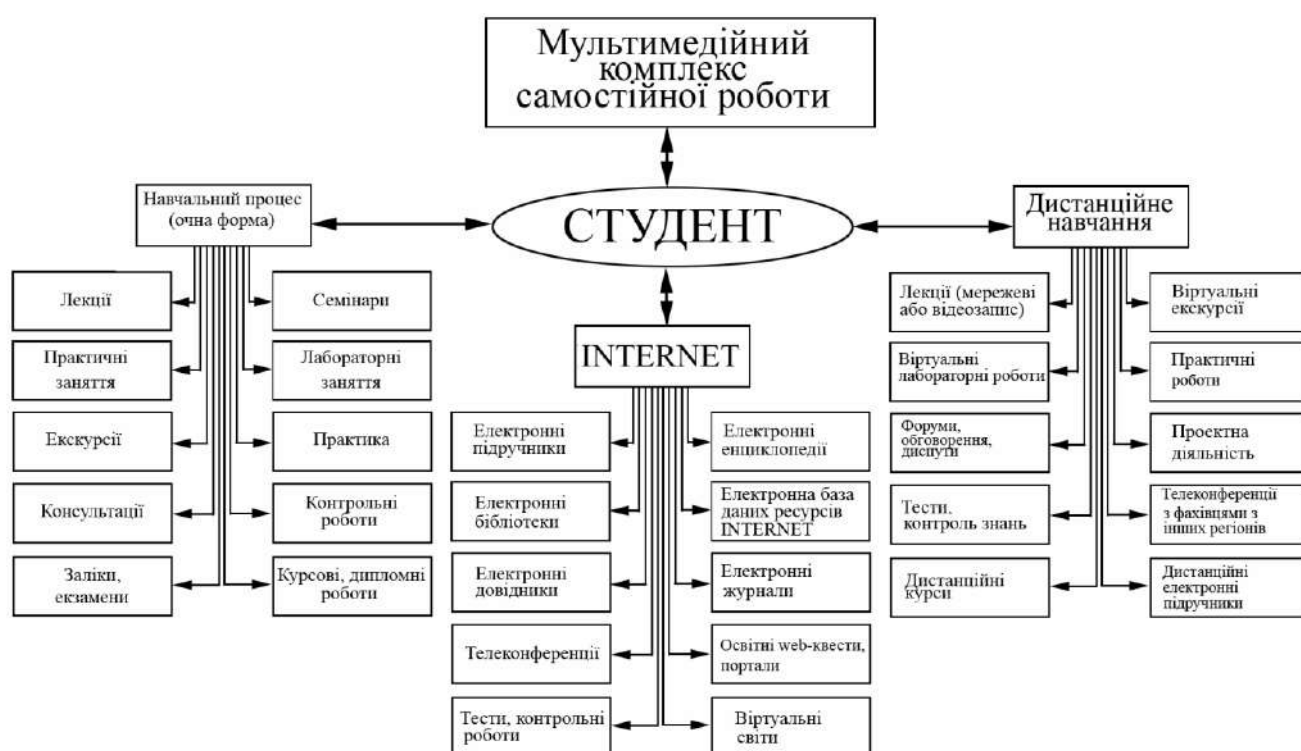 Мультимедійний
комплекс
самостійної роботи
СТУДЕНТ
Навчальний процес
(очна форма)
Лекції
Семінари
Практичні
заняття
Лабораторні
заняття
Екскурсії
Практика
Консультації
Контрольні
роботи
Заліки,
екзамени
Курсові, дипломні
роботи
INTERNET
Електронні
підручники
Електронні
енциклопедії
Електронні
бібліотеки
Електронна база
даних ресурсів
INTERNET
Електронні
довідники
Електронні
журнали
Телеконференції
Освітні web-квести,
портали
Тести, контрольні
роботи
Віртуальні
світи
Дистанційне
навчання
Лекції (мережеві
або відеозапис)
Віртуальні
екскурсії
Віртуальні
лабораторні роботи
Практичні
роботи
Форуми,
обговорення,
диспути
Проектна
діяльність
Тести,
контроль знань
Телеконференції
з фахівцями з
інших регіонів
Дистанційні
курси
Дистанційні
електронні
підручники